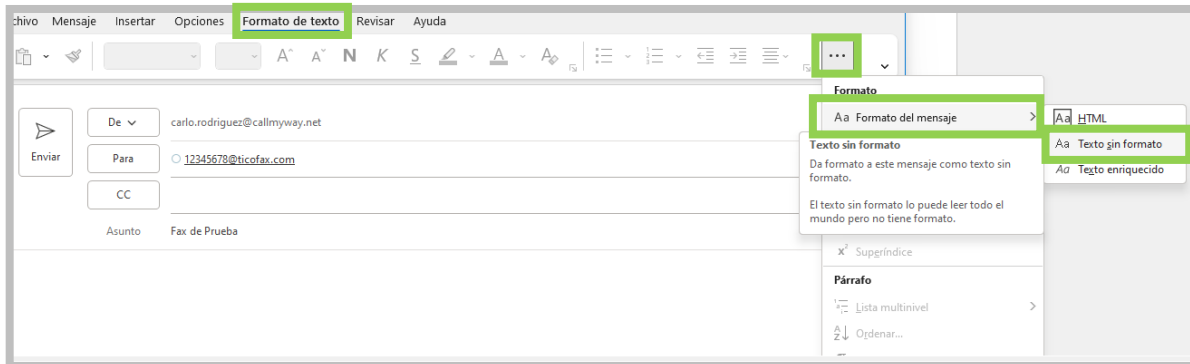 chivo Mensaje Insertar Opciones Formato de texto Revisar Ayuda
A^ A˅ N K S A A
Formato
Aa Formato del mensaje
Aa HTML
Aa Texto sin formato
Aa Texto enriquecido
Texto sin formato
Da formato a este mensaje como texto sin
formato.
El texto sin formato lo puede leer todo el
mundo pero no tiene formato.
Enviar
De
carlo.rodriguez@callmyway.net
Para
12345678@ticofax.com
CC
Asunto
Fax de Prueba
x² Superíndice
Párrafo
Lista multinivel
Ordenar...